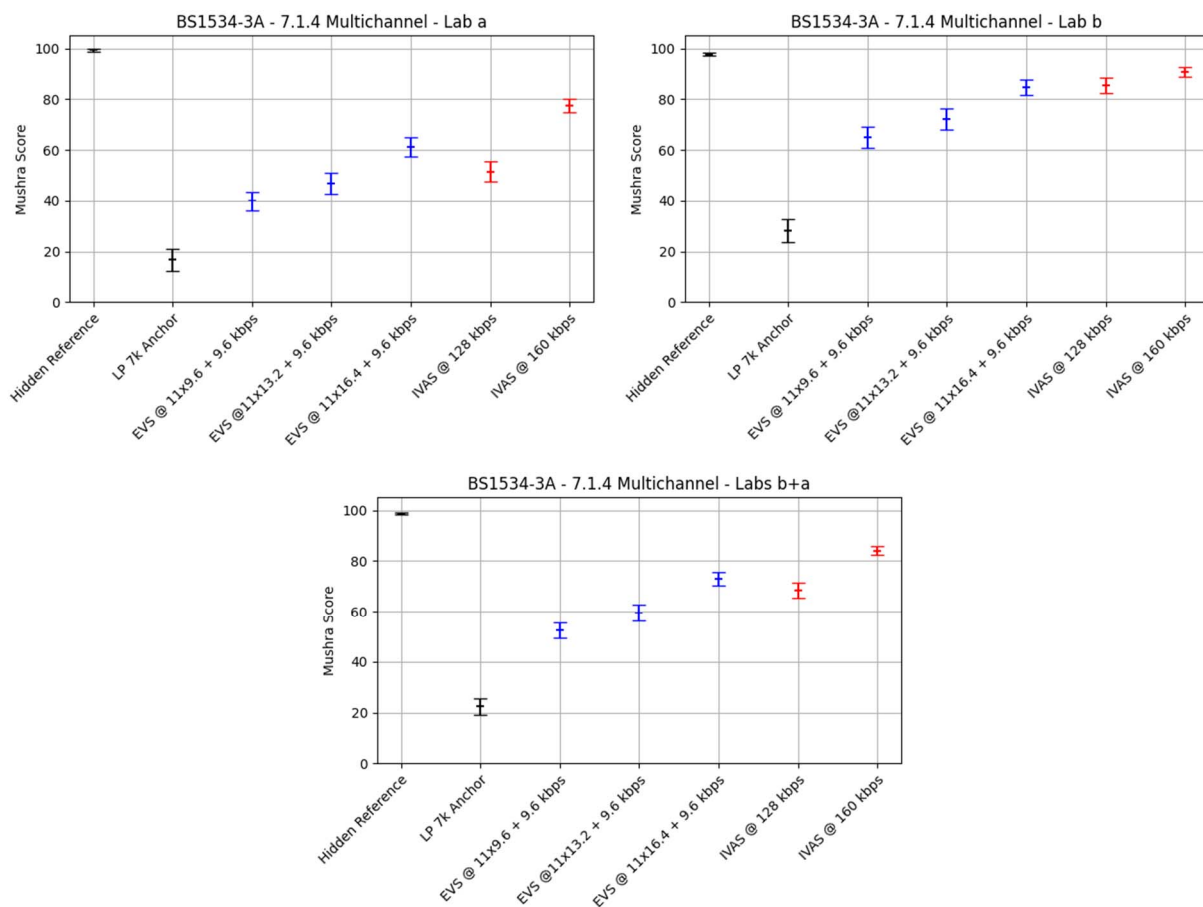 BS1534-3A - 7.1.4 Multichannel - Lab a
Mushra Score
100
80
60
40
20
0
Hidden Reference
LP 7k Anchor
EVS @ 11x9.6 + 9.6 kbps
EVS @11x13.2 + 9.6 kbps
EVS @ 11x16.4 + 9.6 kbps
IVAS @ 128 kbps
IVAS @ 160 kbps
BS1534-3A - 7.1.4 Multichannel - Lab b
Mushra Score
100
80
60
40
20
0
Hidden Reference
LP 7k Anchor
EVS @ 11x9.6 + 9.6 kbps
EVS @11x13.2 + 9.6 kbps
EVS @ 11x16.4 + 9.6 kbps
IVAS @ 128 kbps
IVAS @ 160 kbps
BS1534-3A - 7.1.4 Multichannel - Labs b+a
Mushra Score
100
80
60
40
20
0
Hidden Reference
LP 7k Anchor
EVS @ 11x9.6 + 9.6 kbps
EVS @11x13.2 + 9.6 kbps
EVS @ 11x16.4 + 9.6 kbps
IVAS @ 128 kbps
IVAS @ 160 kbps